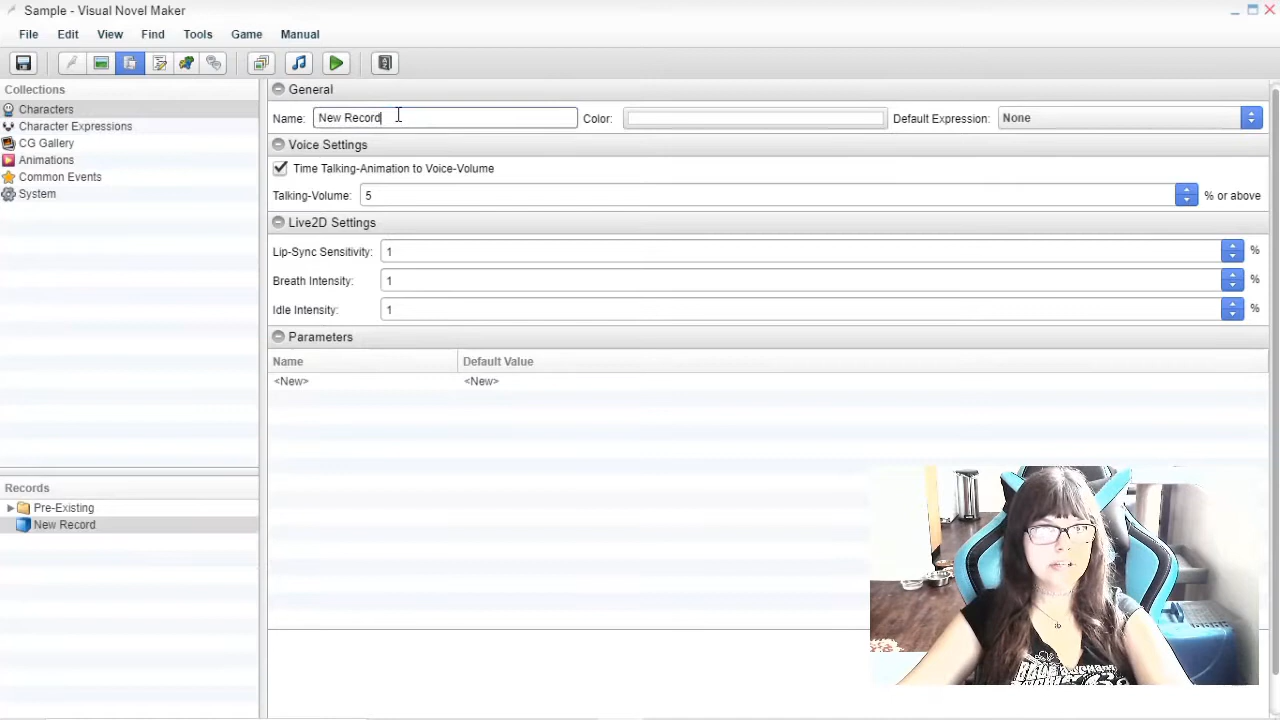 Sample - Visual Novel Maker
File Edit View Find Tools Game Manual
Collections
Characters
Character Expressions
CG Gallery
Animations
Common Events
System
Records
Pre-Existing
New Record
General
Name: New Record Color: Default Expression: None
Voice Settings
Time Talking-Animation to Voice-Volume
Talking-Volume: 5 % or above
Live2D Settings
Lip-Sync Sensitivity: 1 %
Breath Intensity: 1 %
Idle Intensity: 1 %
Parameters
Name Default Value
<New> <New>